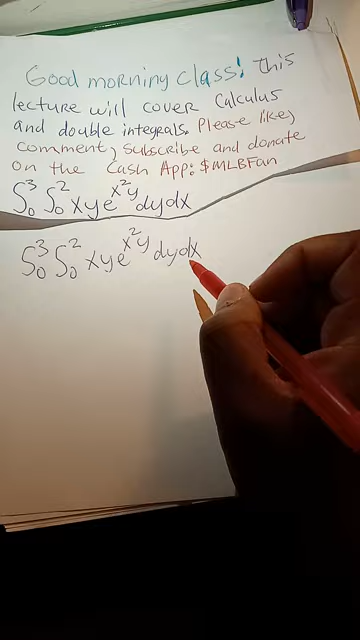 Good morning class! This
lecture will cover Calculus
and double integrals. Please like,
comment, subscribe and donate
on the Cash App: $MLBFan
∫₀³ ∫₀² xye^(x²y) dydx
∫₀³ ∫₀² xye^(x²y) dydx